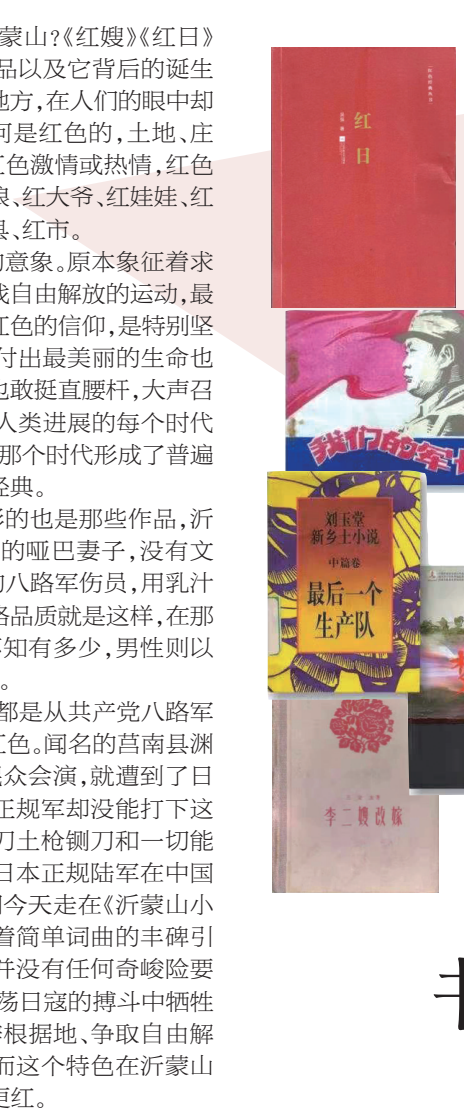 蒙山?《红嫂》《红日》
品以及它背后的诞生
地方,在人们的眼中却
可是红色的,土地、庄
红色激情或热情,红色
娘、红大爷、红娃娃、红
县、红市。
的意象。原本象征着求
找自由解放的运动,最
红色的信仰,是特别坚
付出最美丽的生命也
也敢挺直腰杆,大声召
人类进展的每个时代
那个时代形成了普遍
经典。
的也是那些作品,沂
的哑巴妻子,没有文
的八路军伤员,用乳汁
格品质就是这样,在那
不知有多少,男性则以
。
都是从共产党八路军
红色。闻名的莒南县渊
众会演,就遭到了日
正规军却没能打下这
刀土枪铡刀和一切能
日本正规陆军在中国
今天走在《沂蒙山小
着简单词曲的丰碑引
并没有任何奇峻险要
荡日寇的搏斗中牺牲
根据地、争取自由解
而这个特色在沂蒙山
更红。
红日
我们的军
刘玉堂
新乡土小说
中篇卷
最后一个
生产队
李二嫂改嫁